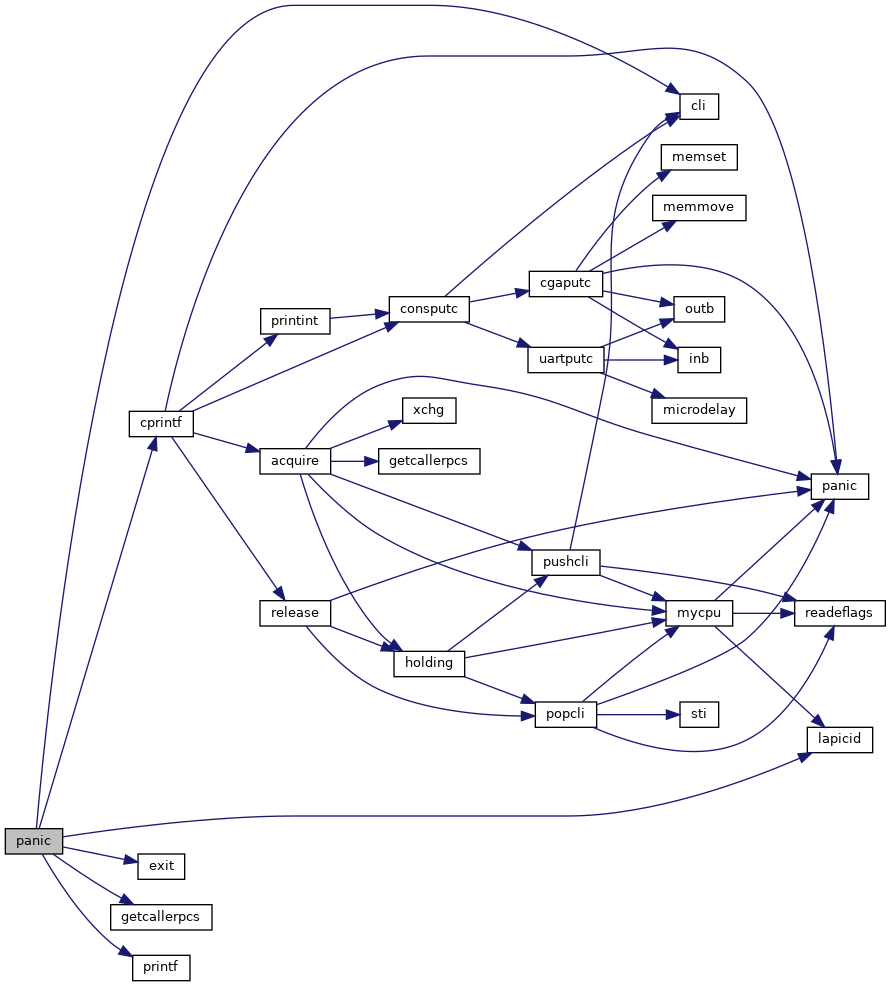 cli
memset
memmove
cgaputc
outb
consputc
printint
uartputc
inb
microdelay
xchg
cprintf
acquire
getcallerpcs
panic
pushcli
release
mycpu
readeflags
holding
popcli
sti
lapicid
panic
exit
getcallerpcs
printf